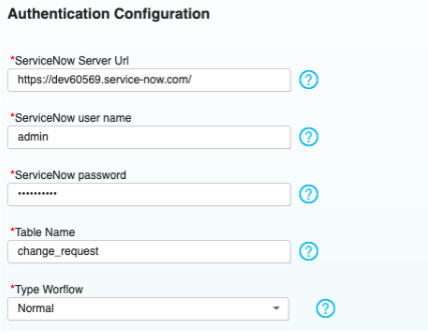 Authentication Configuration
*ServiceNow Server Url
https://dev60569.service-now.com/
?
*ServiceNow user name
admin
?
*ServiceNow password
••••••••••
?
*Table Name
change_request
?
*Type Worflow
Normal
?